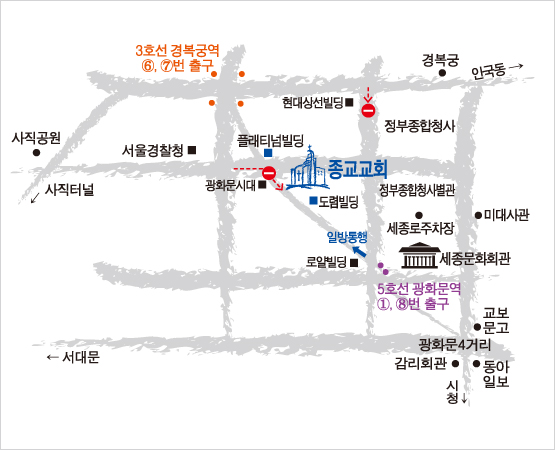 3호선 경복궁역
⑥, ⑦번 출구
경복궁
안국동 →
현대상선빌딩
정부종합청사
사직공원
서울경찰청
플래티넘빌딩
종교교회
광화문시대
정부종합청사별관
← 사직터널
도렴빌딩
미대사관
세종로주차장
일방통행
로얄빌딩
세종문화회관
5호선 광화문역
①, ⑧번 출구
교보
문고
광화문4거리
← 서대문
감리회관
동아
일보
시
청↓